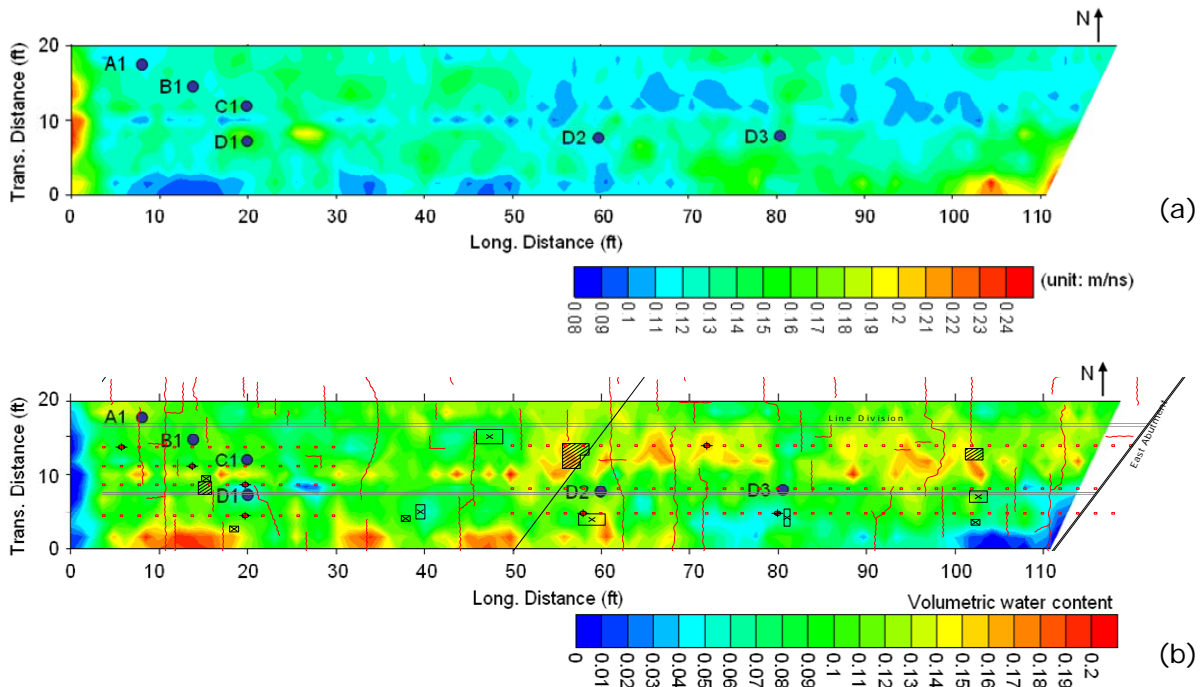 N
20
10
0
Trans. Distance (ft)
A1
B1
C1
D1
D2
D3
0 10 20 30 40 50 60 70 80 90 100 110
Long. Distance (ft)
(a)
0.08 0.09 0.1 0.11 0.12 0.13 0.14 0.15 0.16 0.17 0.18 0.19 0.2 0.21 0.22 0.23 0.24
(unit: m/ns)
N
20
10
0
Trans. Distance (ft)
A1
B1
C1
D1
D2
D3
Line Division
East Abutment
0 10 20 30 40 50 60 70 80 90 100 110
Long. Distance (ft)
Volumetric water content
0 0.01 0.02 0.03 0.04 0.05 0.06 0.07 0.08 0.09 0.1 0.11 0.12 0.13 0.14 0.15 0.16 0.17 0.18 0.19 0.2
(b)